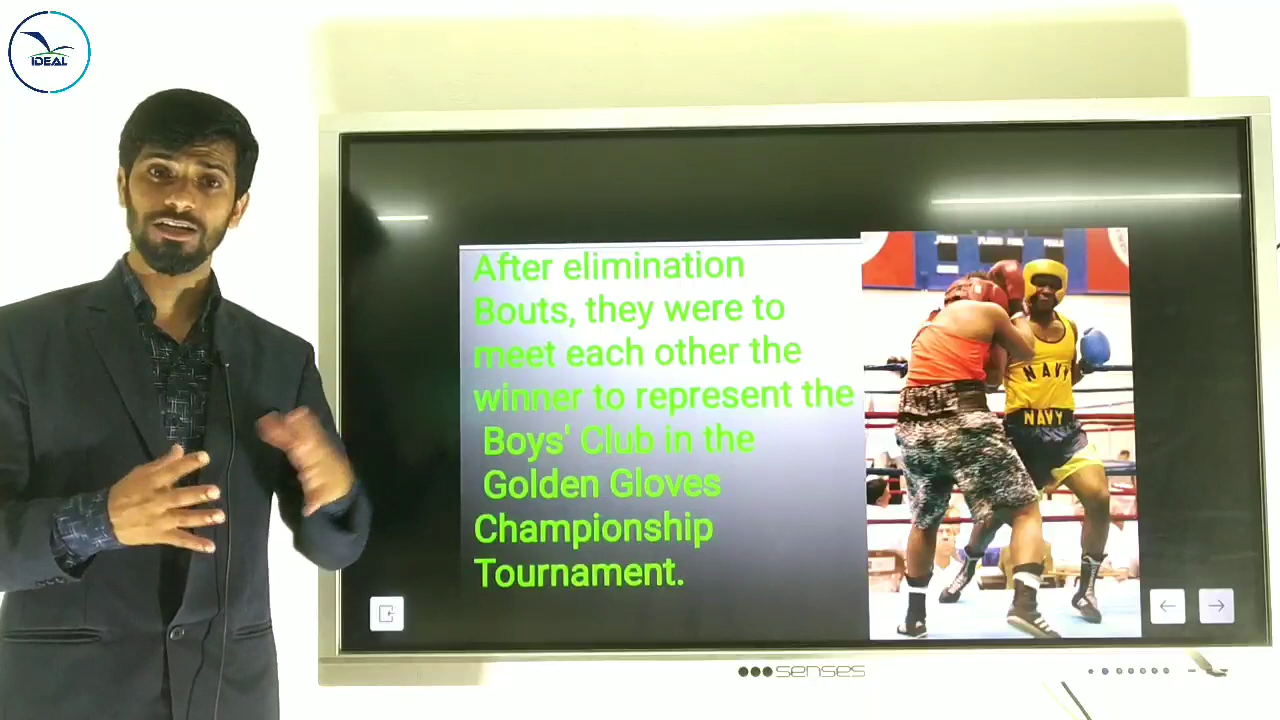 IDEAL
After elimination
Bouts, they were to
meet each other the
winner to represent the
Boys' Club in the
Golden Gloves
Championship
Tournament.
NAVY
NAVY
senses